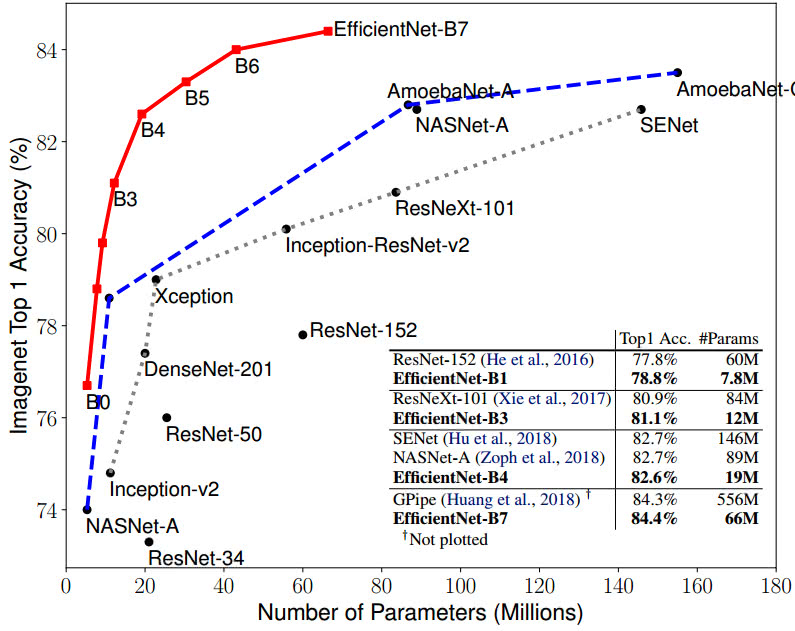 EfficientNet-B7
84
B6
B5
AmoebaNet-A
AmoebaNet-C
B4
NASNet-A
SENet
82
B3
ResNeXt-101
80
Inception-ResNet-v2
Xception
78
ResNet-152
DenseNet-201
B0
76
ResNet-50
Inception-v2
74
NASNet-A
ResNet-34
Imagenet Top 1 Accuracy (%)
Top1 Acc. #Params
ResNet-152 (He et al., 2016) 77.8% 60M
EfficientNet-B1 78.8% 7.8M
ResNeXt-101 (Xie et al., 2017) 80.9% 84M
EfficientNet-B3 81.1% 12M
SENet (Hu et al., 2018) 82.7% 146M
NASNet-A (Zoph et al., 2018) 82.7% 89M
EfficientNet-B4 82.6% 19M
GPipe (Huang et al., 2018) † 84.3% 556M
EfficientNet-B7 84.4% 66M
†Not plotted
0 20 40 60 80 100 120 140 160 180
Number of Parameters (Millions)